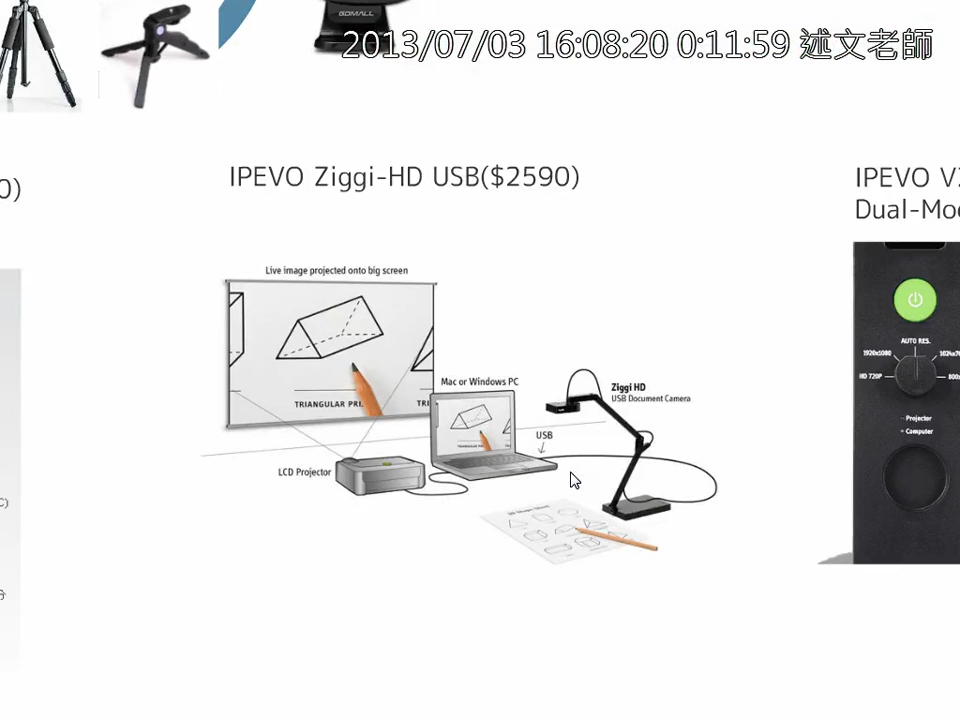 GOMALL
2013/07/03 16:08:20 0:11:59 述文老師
0)
IPEVO Ziggi-HD USB($2590)
IPEVO
Dual-Mo
Live image projected onto big screen
TRIANGULAR PRI
TRI
Mac or Windows PC
Ziggi HD
USB Document Camera
USB
LCD Projector
AUTO RES.
1920x1080
HD 720P
Projector
Computer
C)